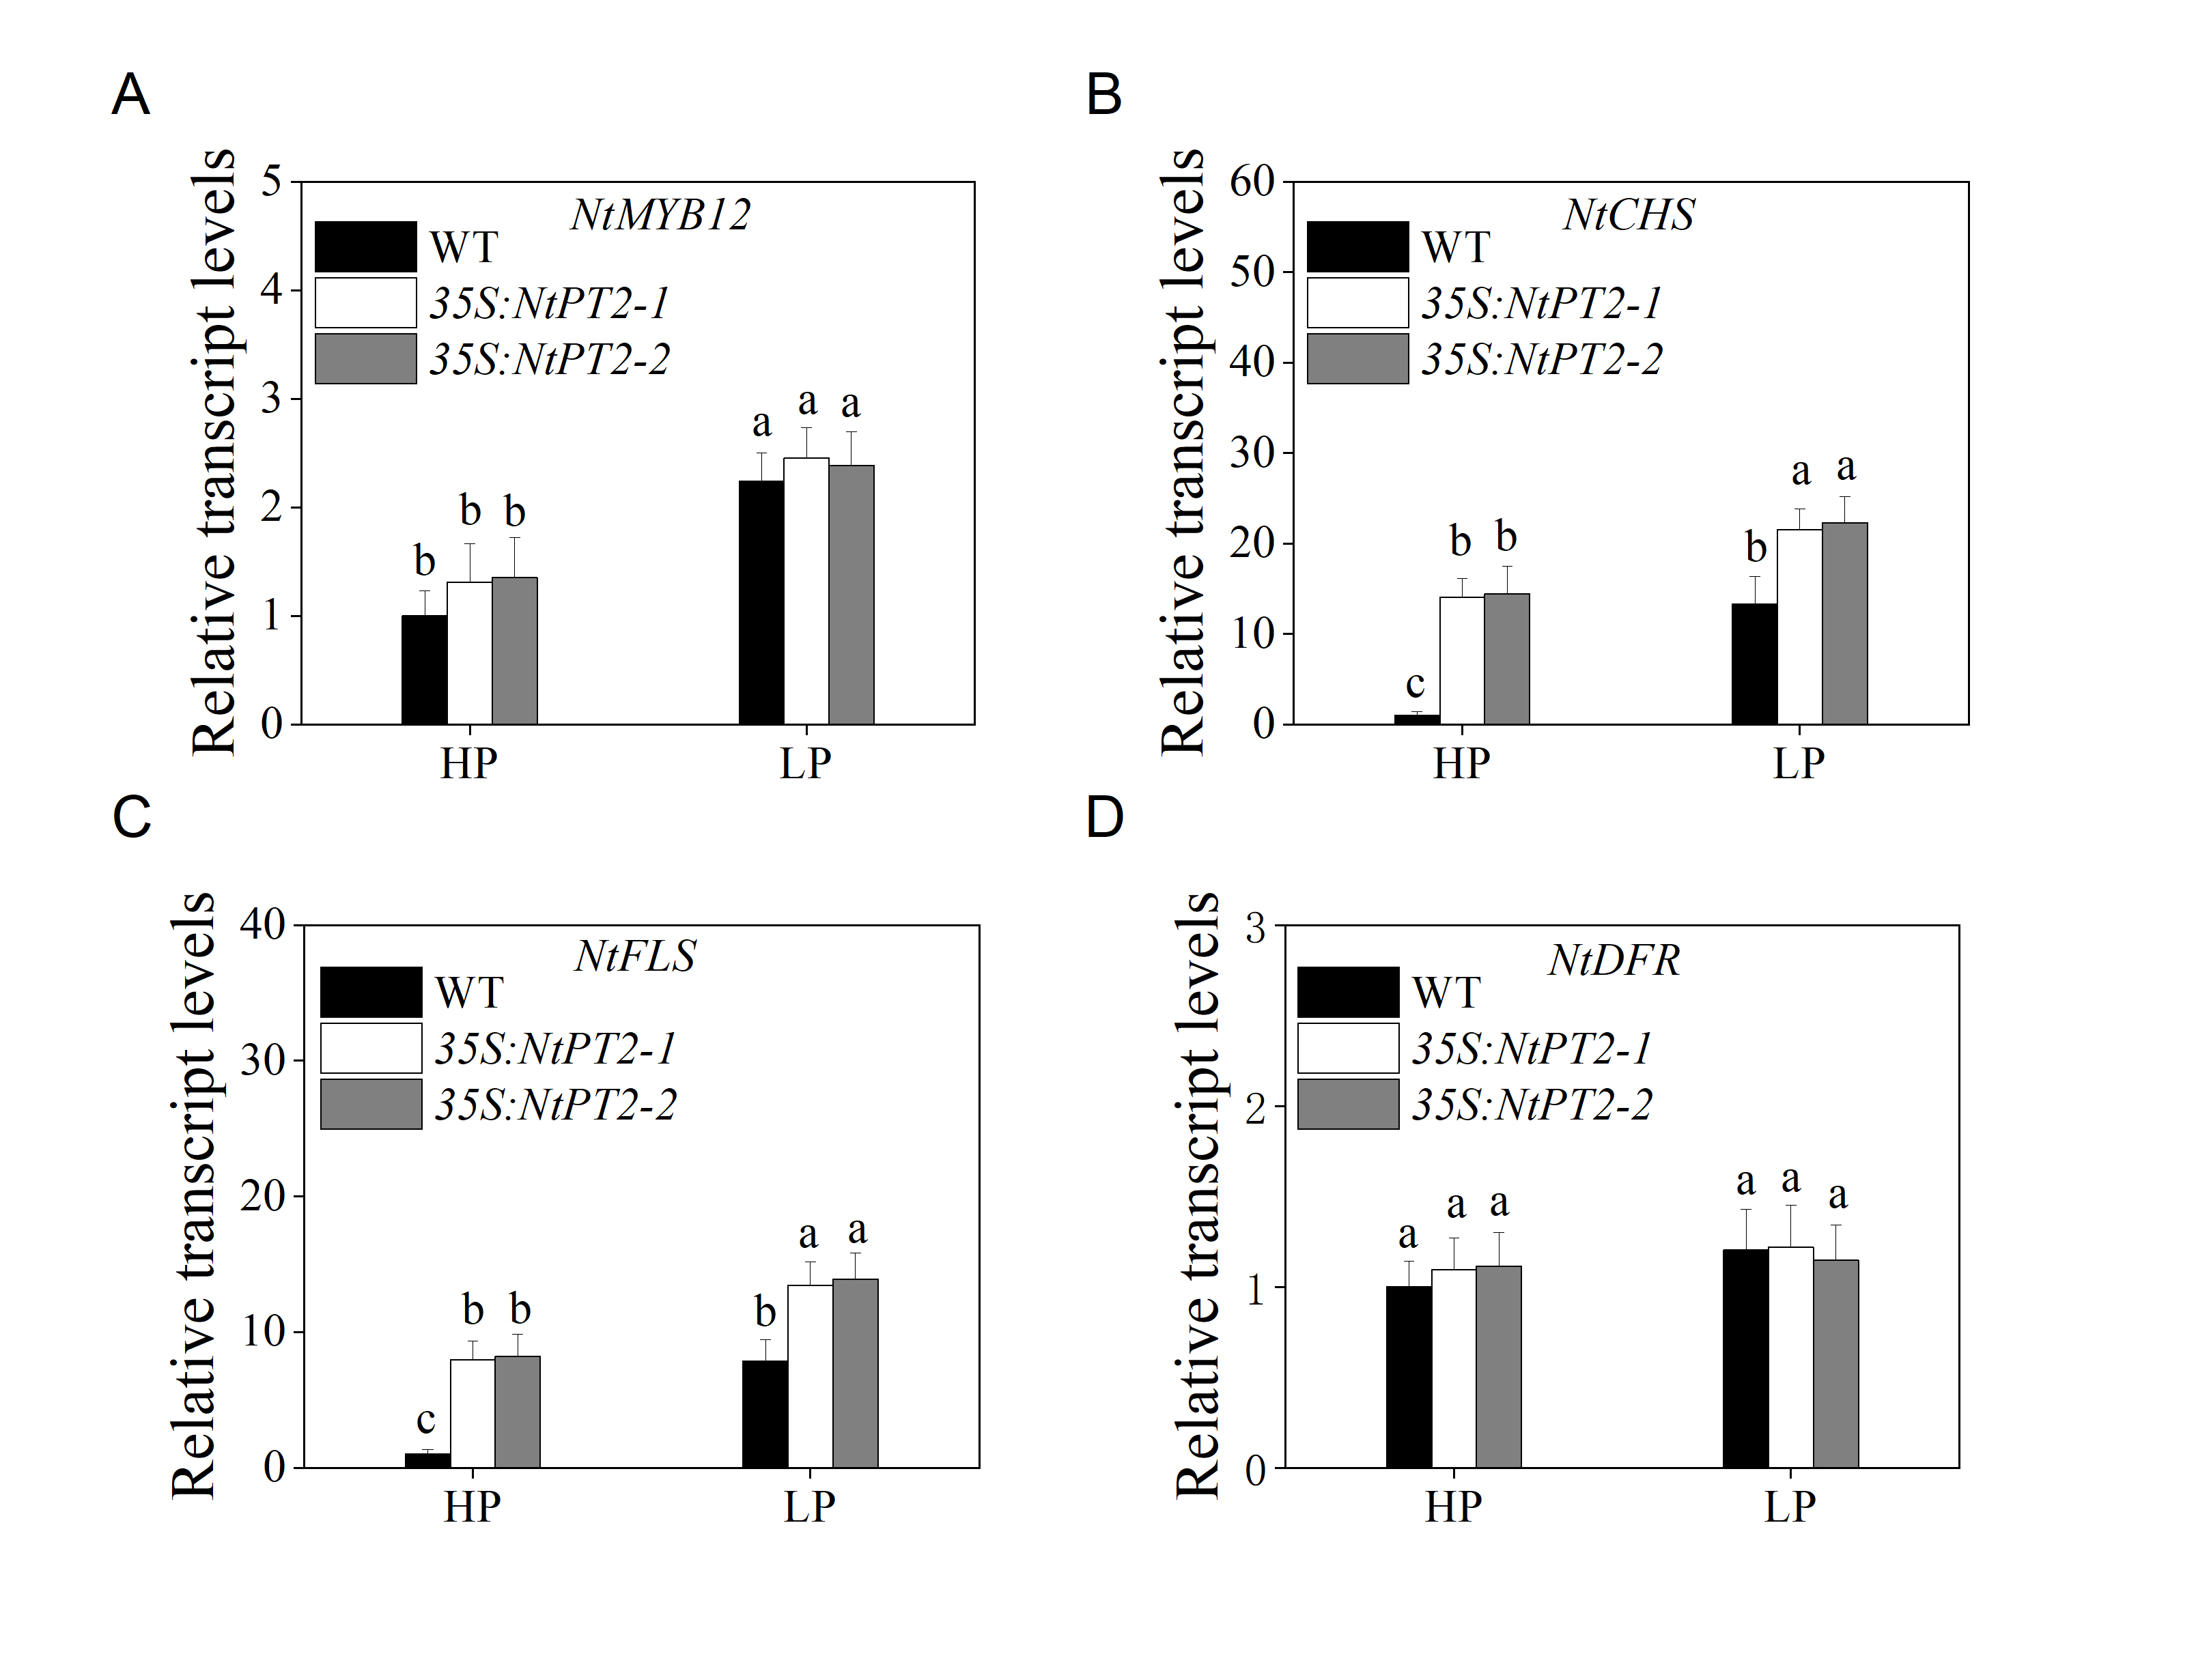 A
Relative transcript levels
5
4
3
2
1
0
NtMYB12
WT
35S:NtPT2-1
35S:NtPT2-2
b
b
b
a
a
a
HP
LP
B
Relative transcript levels
60
50
40
30
20
10
0
NtCHS
WT
35S:NtPT2-1
35S:NtPT2-2
c
b
b
b
a
a
HP
LP
C
Relative transcript levels
40
30
20
10
0
NtFLS
WT
35S:NtPT2-1
35S:NtPT2-2
c
b
b
b
a
a
HP
LP
D
Relative transcript levels
3
2
1
0
NtDFR
WT
35S:NtPT2-1
35S:NtPT2-2
a
a
a
a
a
a
HP
LP